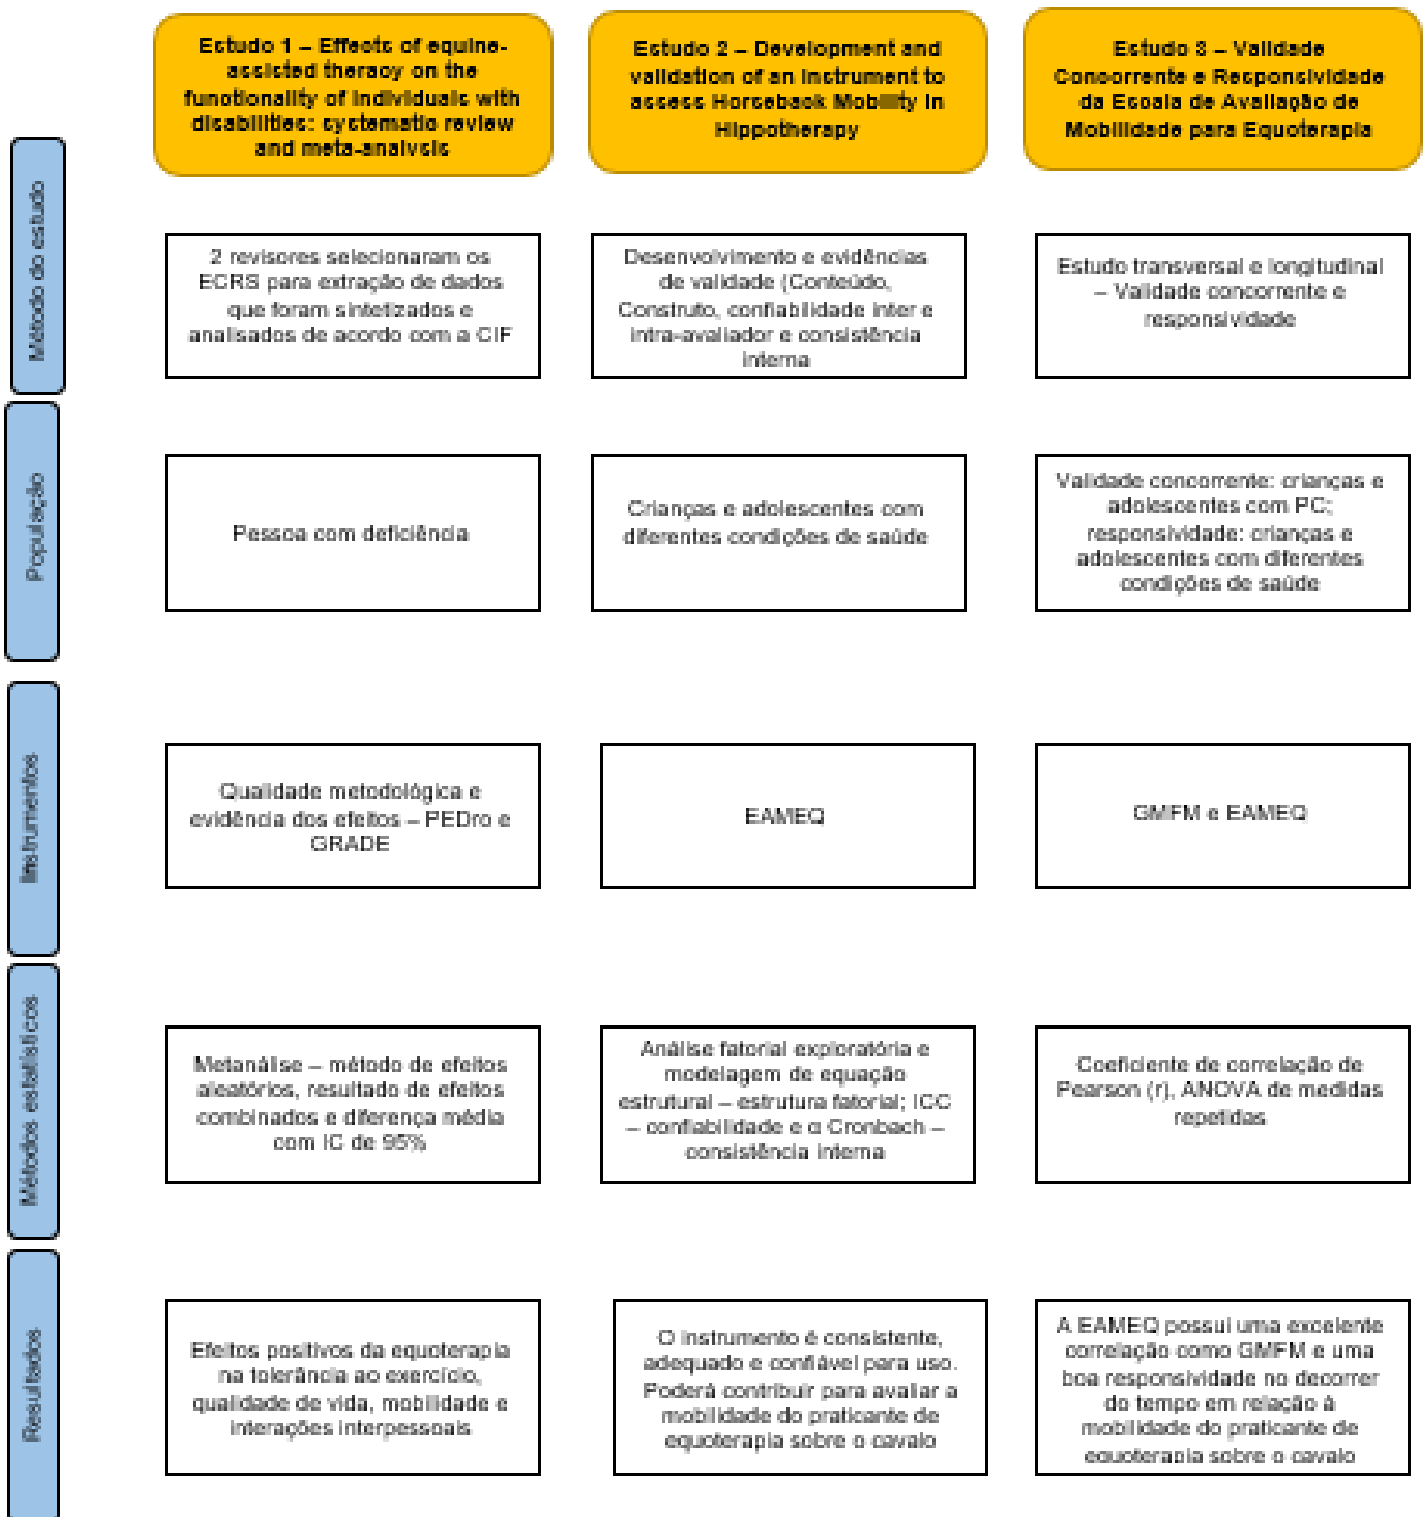 Estudo 1 – Effects of equine-
assisted therapy on the
functionality of individuals with
disabilities: systematic review
and meta-analysis
Estudo 2 – Development and
validation of an instrument to
assess Horseback Mobility in
Hippotherapy
Estudo 3 – Validade
Concorrente e Responsividade
da Escala de Avaliação de
Mobilidade para Equoterapia
Método do estudo
2 revisores selecionaram os
ECRS para extração de dados
que foram sintetizados e
analisados de acordo com a CIF
Desenvolvimento e evidências
de validade (Conteúdo,
Construto, confiabilidade inter e
intra-avaliador e consistência
interna
Estudo transversal e longitudinal
– Validade concorrente e
responsividade
População
Pessoa com deficiência
Crianças e adolescentes com
diferentes condições de saúde
Validade concorrente: crianças e
adolescentes com PC;
responsividade: crianças e
adolescentes com diferentes
condições de saúde
Instrumentos
Qualidade metodológica e
evidência dos efeitos – PEDro e
GRADE
EAMEQ
GMFM e EAMEQ
Métodos estatísticos
Metanálise – método de efeitos
aleatórios, resultado de efeitos
combinados e diferença média
com IC de 95%
Análise fatorial exploratória e
modelagem de equação
estrutural – estrutura fatorial; ICC
– confiabilidade e α Cronbach –
consistência interna
Coeficiente de correlação de
Pearson (r), ANOVA de medidas
repetidas
Resultados
Efeitos positivos da equoterapia
na tolerância ao exercício,
qualidade de vida, mobilidade e
interações interpessoais
O instrumento é consistente,
adequado e confiável para uso.
Poderá contribuir para avaliar a
mobilidade do praticante de
equoterapia sobre o cavalo
A EAMEQ possui uma excelente
correlação como GMFM e uma
boa responsividade no decorrer
do tempo em relação à
mobilidade do praticante de
equoterapia sobre o cavalo